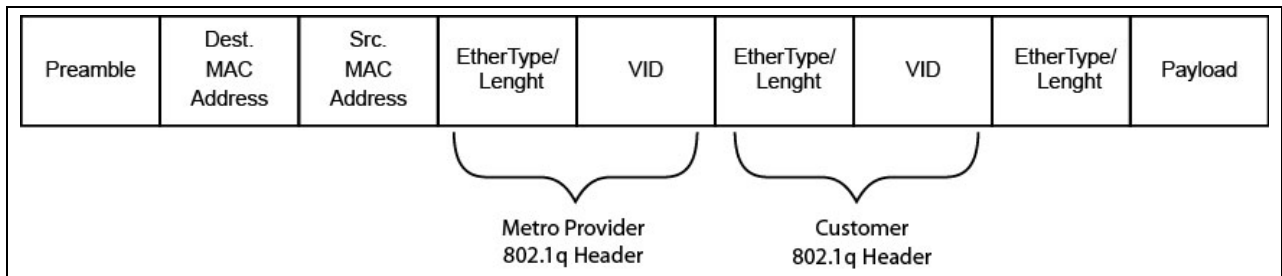 Preamble
Dest.
MAC
Address
Src.
MAC
Address
EtherType/
Lenght
VID
EtherType/
Lenght
VID
EtherType/
Lenght
Payload
Metro Provider
802.1q Header
Customer
802.1q Header